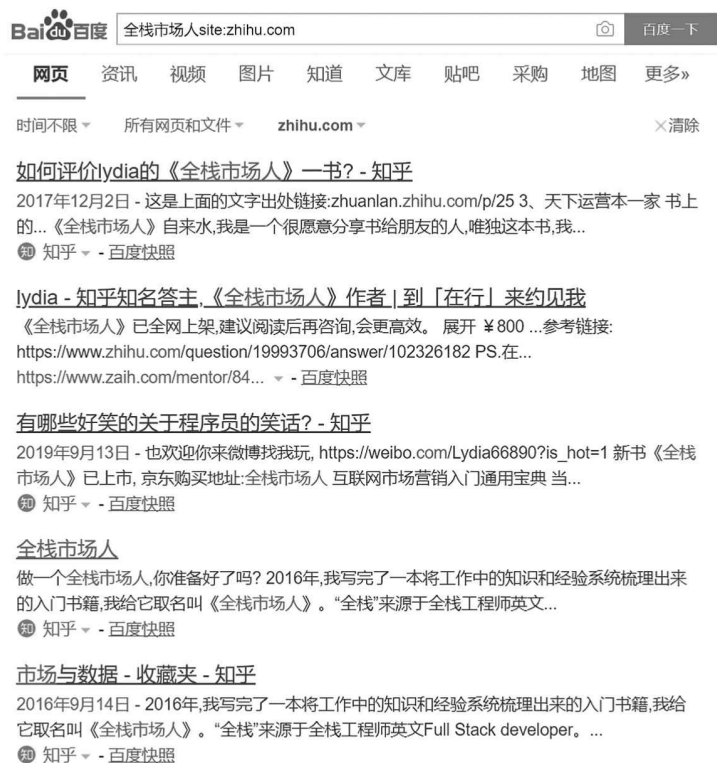 Bai du 百度 全栈市场人site:zhihu.com 百度一下
网页 资讯 视频 图片 知道 文库 贴吧 采购 地图 更多»
时间不限 所有网页和文件 zhihu.com ×清除
如何评价lydia的《全栈市场人》一书? - 知乎
2017年12月2日 - 这是上面的文字出处链接:zhuanlan.zhihu.com/p/25 3、天下运营本一家 书上
的...《全栈市场人》自来水,我是一个很愿意分享书给朋友的人,唯独这本书,我...
知 知乎 - 百度快照
lydia - 知乎知名答主,《全栈市场人》作者 | 到「在行」来约见我
《全栈市场人》已全网上架,建议阅读后再咨询,会更高效。 展开 ￥800 ...参考链接:
https://www.zhihu.com/question/19993706/answer/102326182 PS.在...
https://www.zaih.com/mentor/84... - 百度快照
有哪些好笑的关于程序员的笑话? - 知乎
2019年9月13日 - 也欢迎你来微博找我玩, https://weibo.com/Lydia66890?is_hot=1 新书《全栈
市场人》已上市, 京东购买地址:全栈市场人 互联网市场营销入门通用宝典 当...
知 知乎 - 百度快照
全栈市场人
做一个全栈市场人,你准备好了吗? 2016年,我写完了一本将工作中的知识和经验系统梳理出来
的入门书籍,我给它取名叫《全栈市场人》。“全栈”来源于全栈工程师英文...
知 知乎 - 百度快照
市场与数据 - 收藏夹 - 知乎
2016年9月14日 - 2016年,我写完了一本将工作中的知识和经验系统梳理出来的入门书籍,我给
它取名叫《全栈市场人》。“全栈”来源于全栈工程师英文Full Stack developer。...
知 知乎 - 百度快照